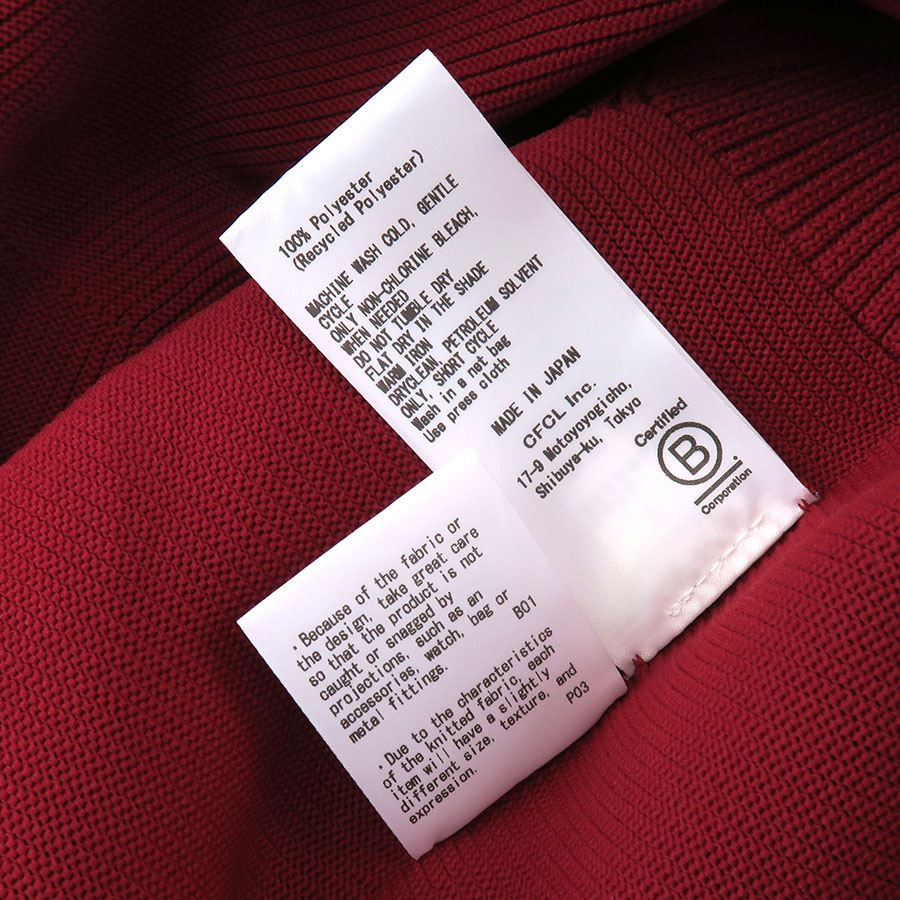 100% Polyester
(Recycled Polyester)
MACHINE WASH COLD, GENTLE
CYCLE
ONLY NON-CHLORINE BLEACH,
WHEN NEEDED
DO NOT TUMBLE DRY
FLAT DRY IN THE SHADE
WARM IRON
DRYCLEAN, PETROLEUM SOLVENT
ONLY, SHORT CYCLE
Wash in a net bag
Use press cloth
MADE IN JAPAN
CFCL Inc.
17-9 Motoyoyogicho,
Shibuya-ku, Tokyo
Certified
B
Corporation
・Because of the fabric or
the design, take great care
so that the product is not
caught or snagged by
projections, such as an
accessories, watch, bag or
metal fittings. B01
・Due to the characteristics
of the knitted fabric, each
item will have a slightly
different size, texture, and
expression. P03